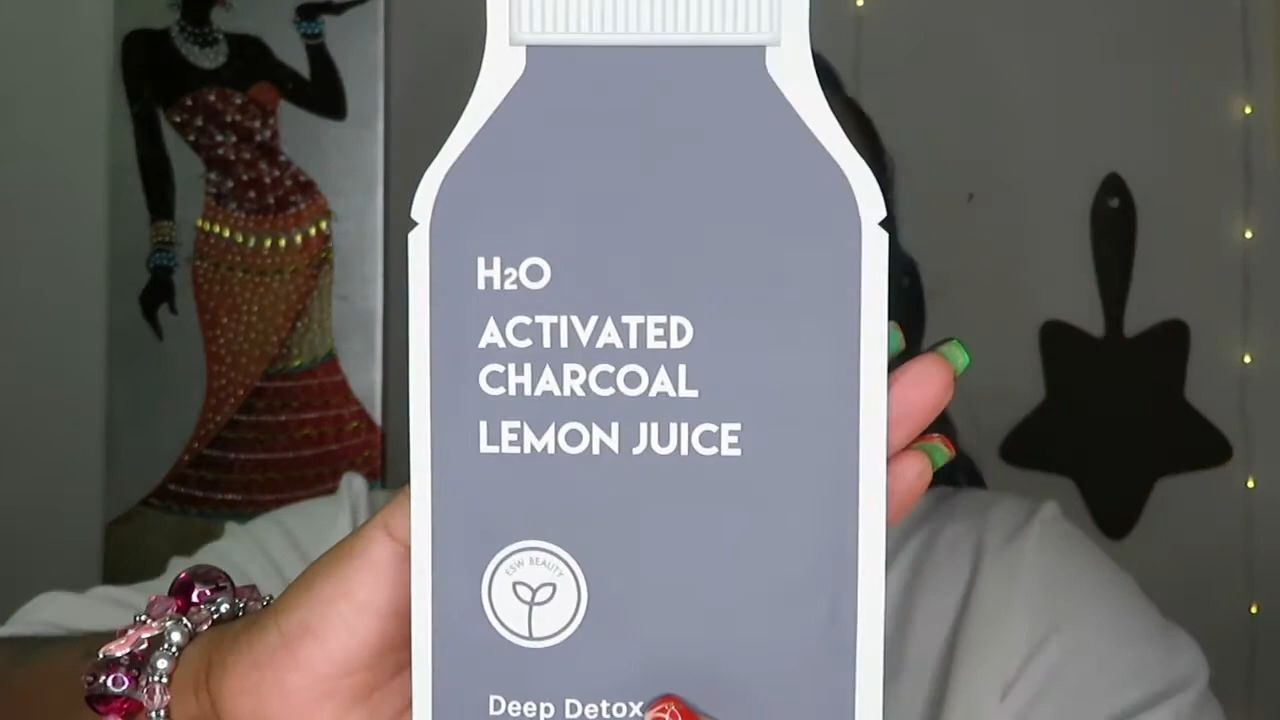 H2O
ACTIVATED
CHARCOAL
LEMON JUICE
ESW BEAUTY
Deep Detox